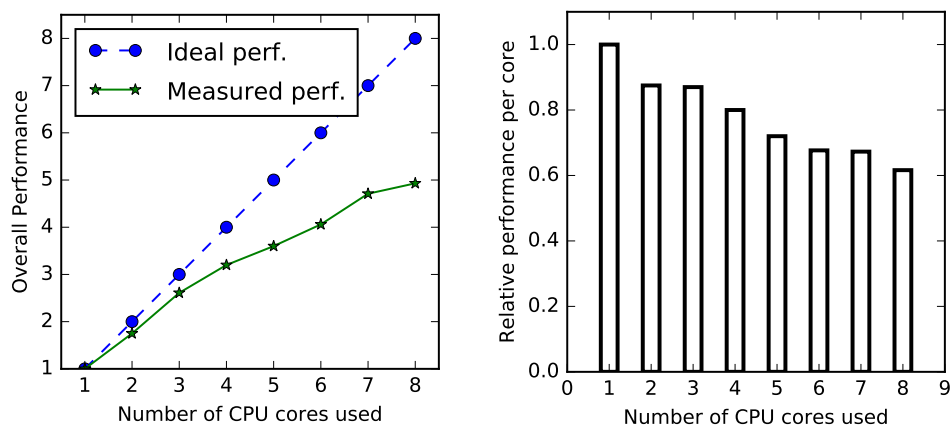 Ideal perf.
Measured perf.
Overall Performance
8
7
6
5
4
3
2
1
1 2 3 4 5 6 7 8
Number of CPU cores used
Relative performance per core
1.0
0.8
0.6
0.4
0.2
0.0
0 1 2 3 4 5 6 7 8 9
Number of CPU cores used